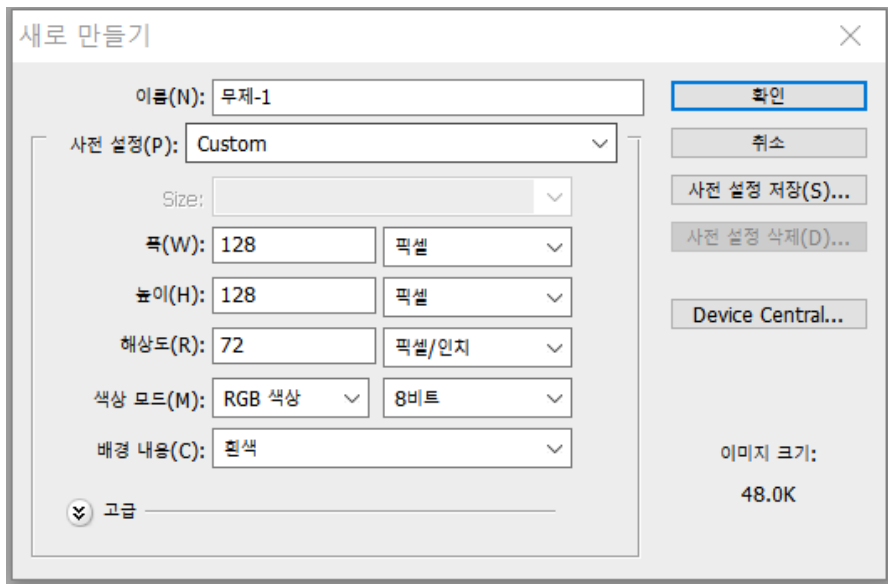 새로 만들기
이름(N): 무제-1
확인
사전 설정(P): Custom
취소
Size:
사전 설정 저장(S)...
폭(W): 128 픽셀
사전 설정 삭제(D)...
높이(H): 128 픽셀
Device Central...
해상도(R): 72 픽셀/인치
색상 모드(M): RGB 색상 8비트
배경 내용(C): 흰색
이미지 크기:
48.0K
고급